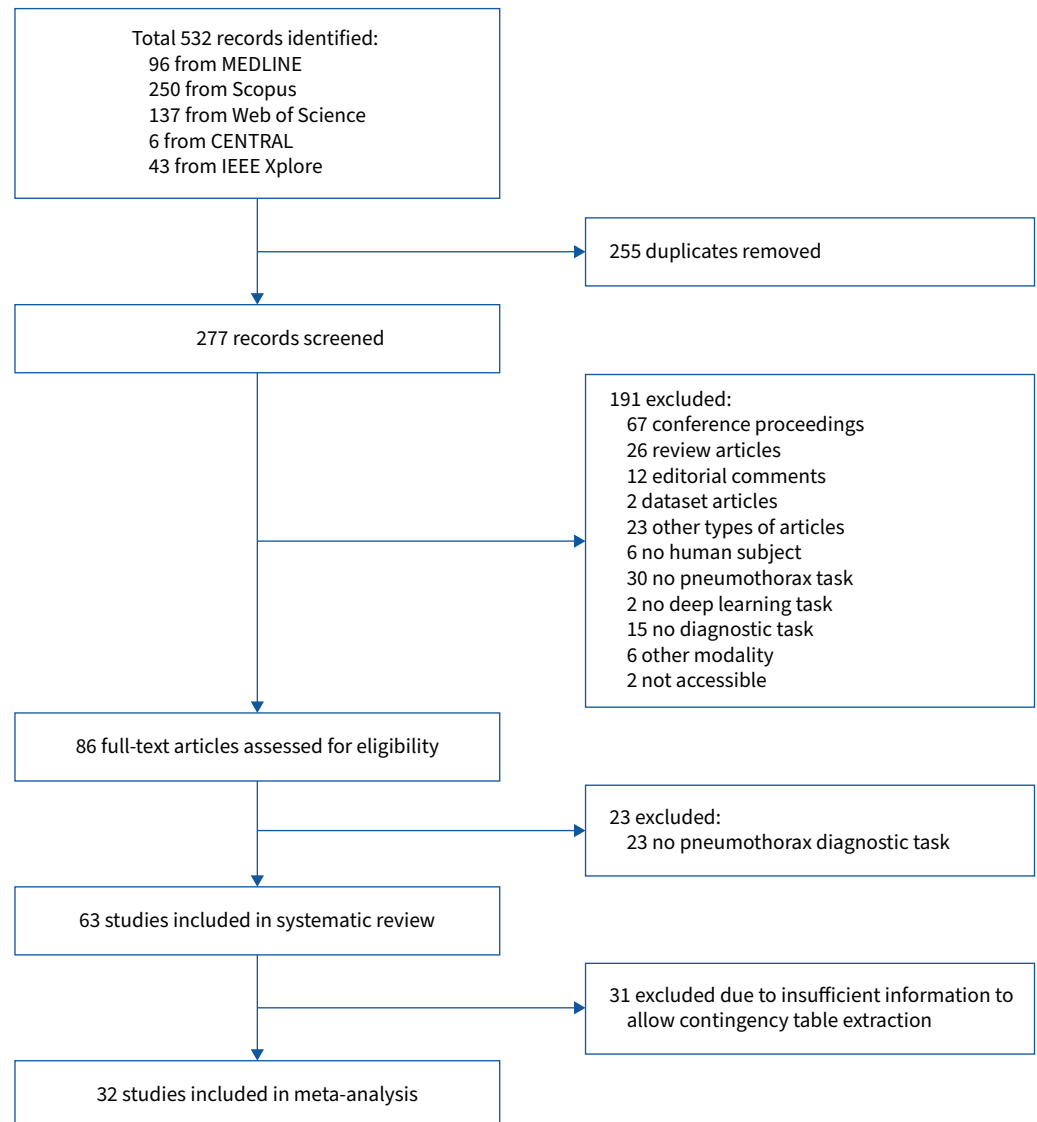 Total 532 records identified:
96 from MEDLINE
250 from Scopus
137 from Web of Science
6 from CENTRAL
43 from IEEE Xplore
255 duplicates removed
277 records screened
191 excluded:
67 conference proceedings
26 review articles
12 editorial comments
2 dataset articles
23 other types of articles
6 no human subject
30 no pneumothorax task
2 no deep learning task
15 no diagnostic task
6 other modality
2 not accessible
86 full-text articles assessed for eligibility
23 excluded:
23 no pneumothorax diagnostic task
63 studies included in systematic review
31 excluded due to insufficient information to
allow contingency table extraction
32 studies included in meta-analysis